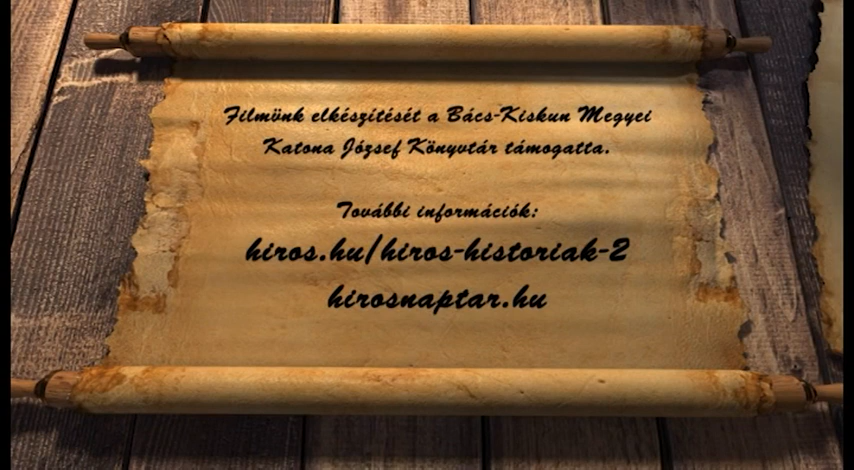 Filmünk elkészítését a Bács-Kiskun Megyei
Katona József Könyvtár támogatta.
További információk:
hiros.hu/hiros-historiak-2
hirosnaptar.hu